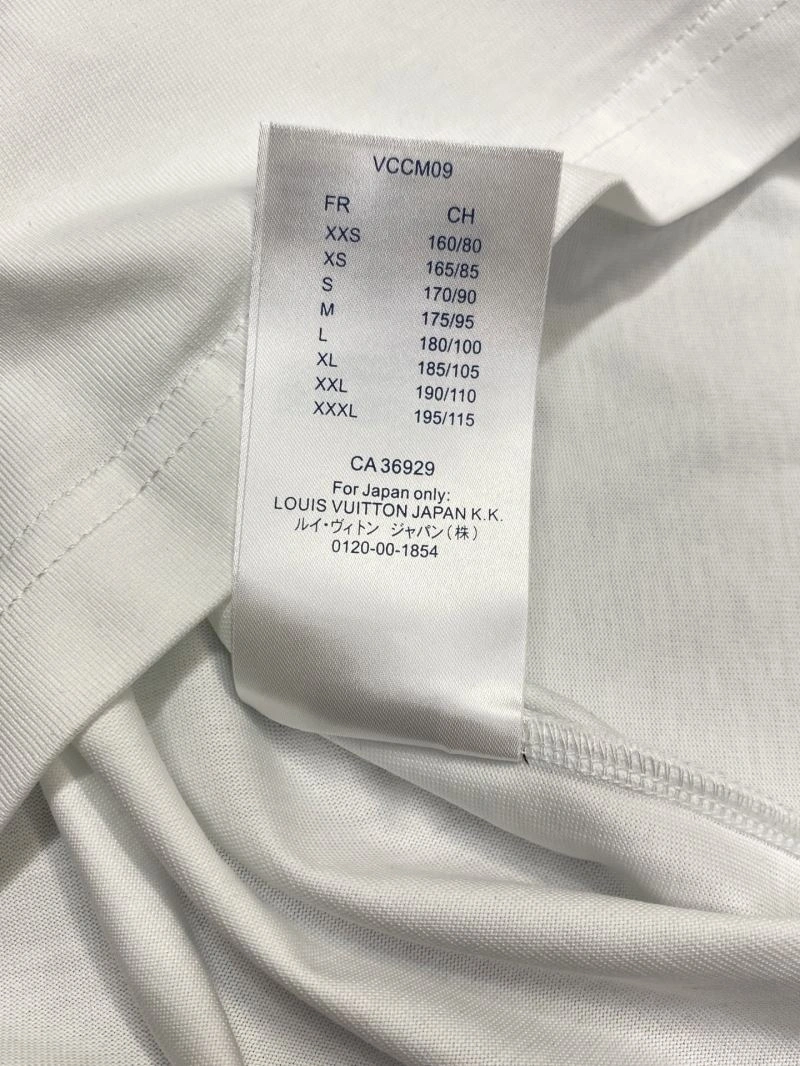 VCCM09
FR CH
XXS 160/80
XS 165/85
S 170/90
M 175/95
L 180/100
XL 185/105
XXL 190/110
XXXL 195/115
CA 36929
For Japan only:
LOUIS VUITTON JAPAN K.K.
ルイ・ヴィトン ジャパン(株)
0120-00-1854